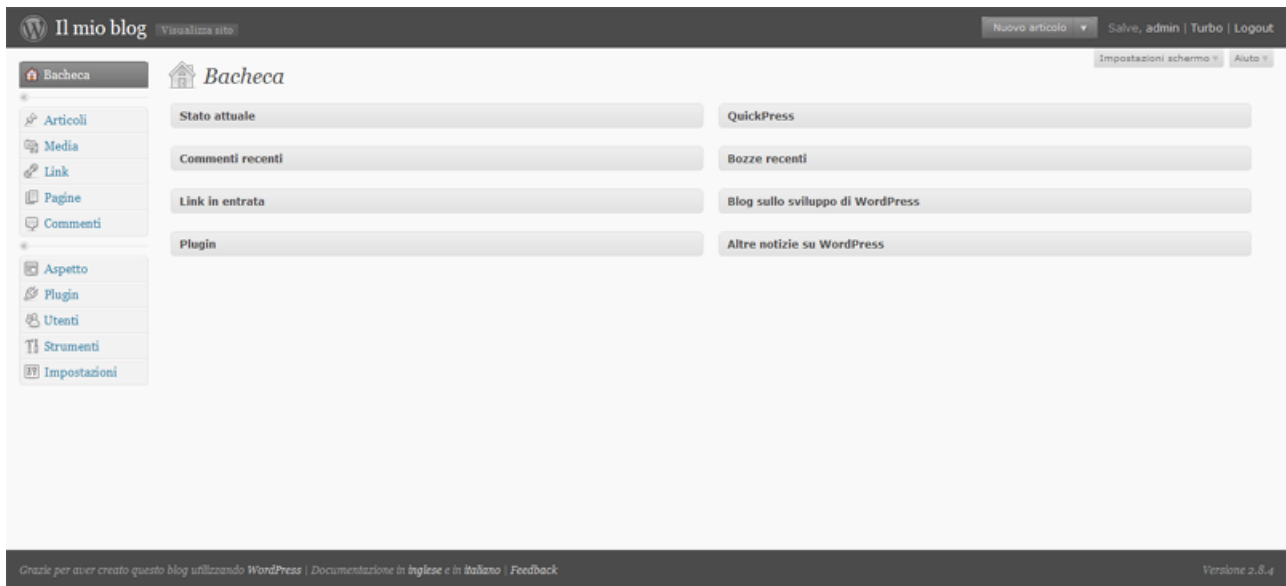 Il mio blog Visualizza sito Nuovo articolo Salve, admin | Turbo | Logout
Impostazioni schermo Aiuto
Bacheca
Bacheca
Articoli
Media
Link
Pagine
Commenti
Aspetto
Plugin
Utenti
Strumenti
Impostazioni
Stato attuale
QuickPress
Commenti recenti
Bozze recenti
Link in entrata
Blog sullo sviluppo di WordPress
Plugin
Altre notizie su WordPress
Grazie per aver creato questo blog utilizzando WordPress | Documentazione in inglese e in italiano | Feedback
Versione 2.8.4